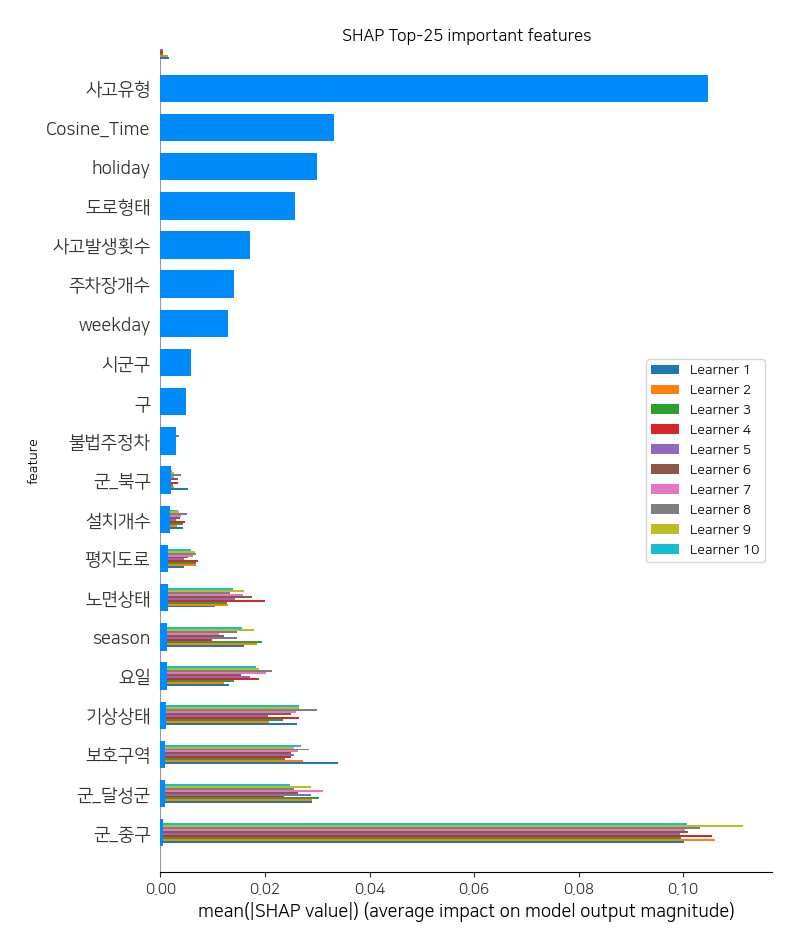 SHAP Top-25 important features
사고유형
Cosine_Time
holiday
도로형태
사고발생횟수
주차장개수
weekday
시군구
구
불법주정차
군_북구
설치개수
평지도로
노면상태
season
요일
기상상태
보호구역
군_달성군
군_중구
feature
Learner 1
Learner 2
Learner 3
Learner 4
Learner 5
Learner 6
Learner 7
Learner 8
Learner 9
Learner 10
0.00 0.02 0.04 0.06 0.08 0.10
mean(|SHAP value|) (average impact on model output magnitude)